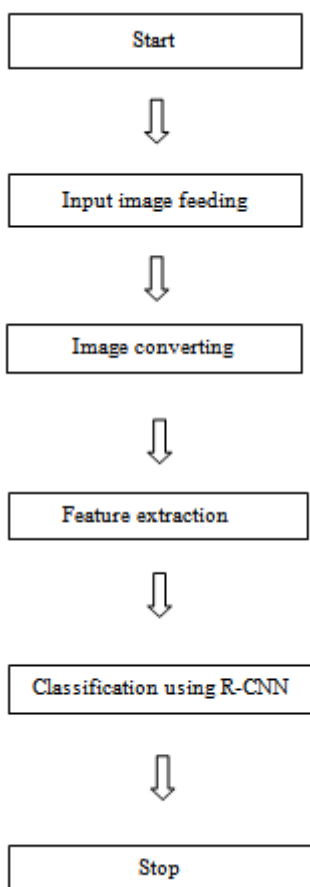 Start
Input image feeding
Image converting
Feature extraction
Classification using R-CNN
Stop